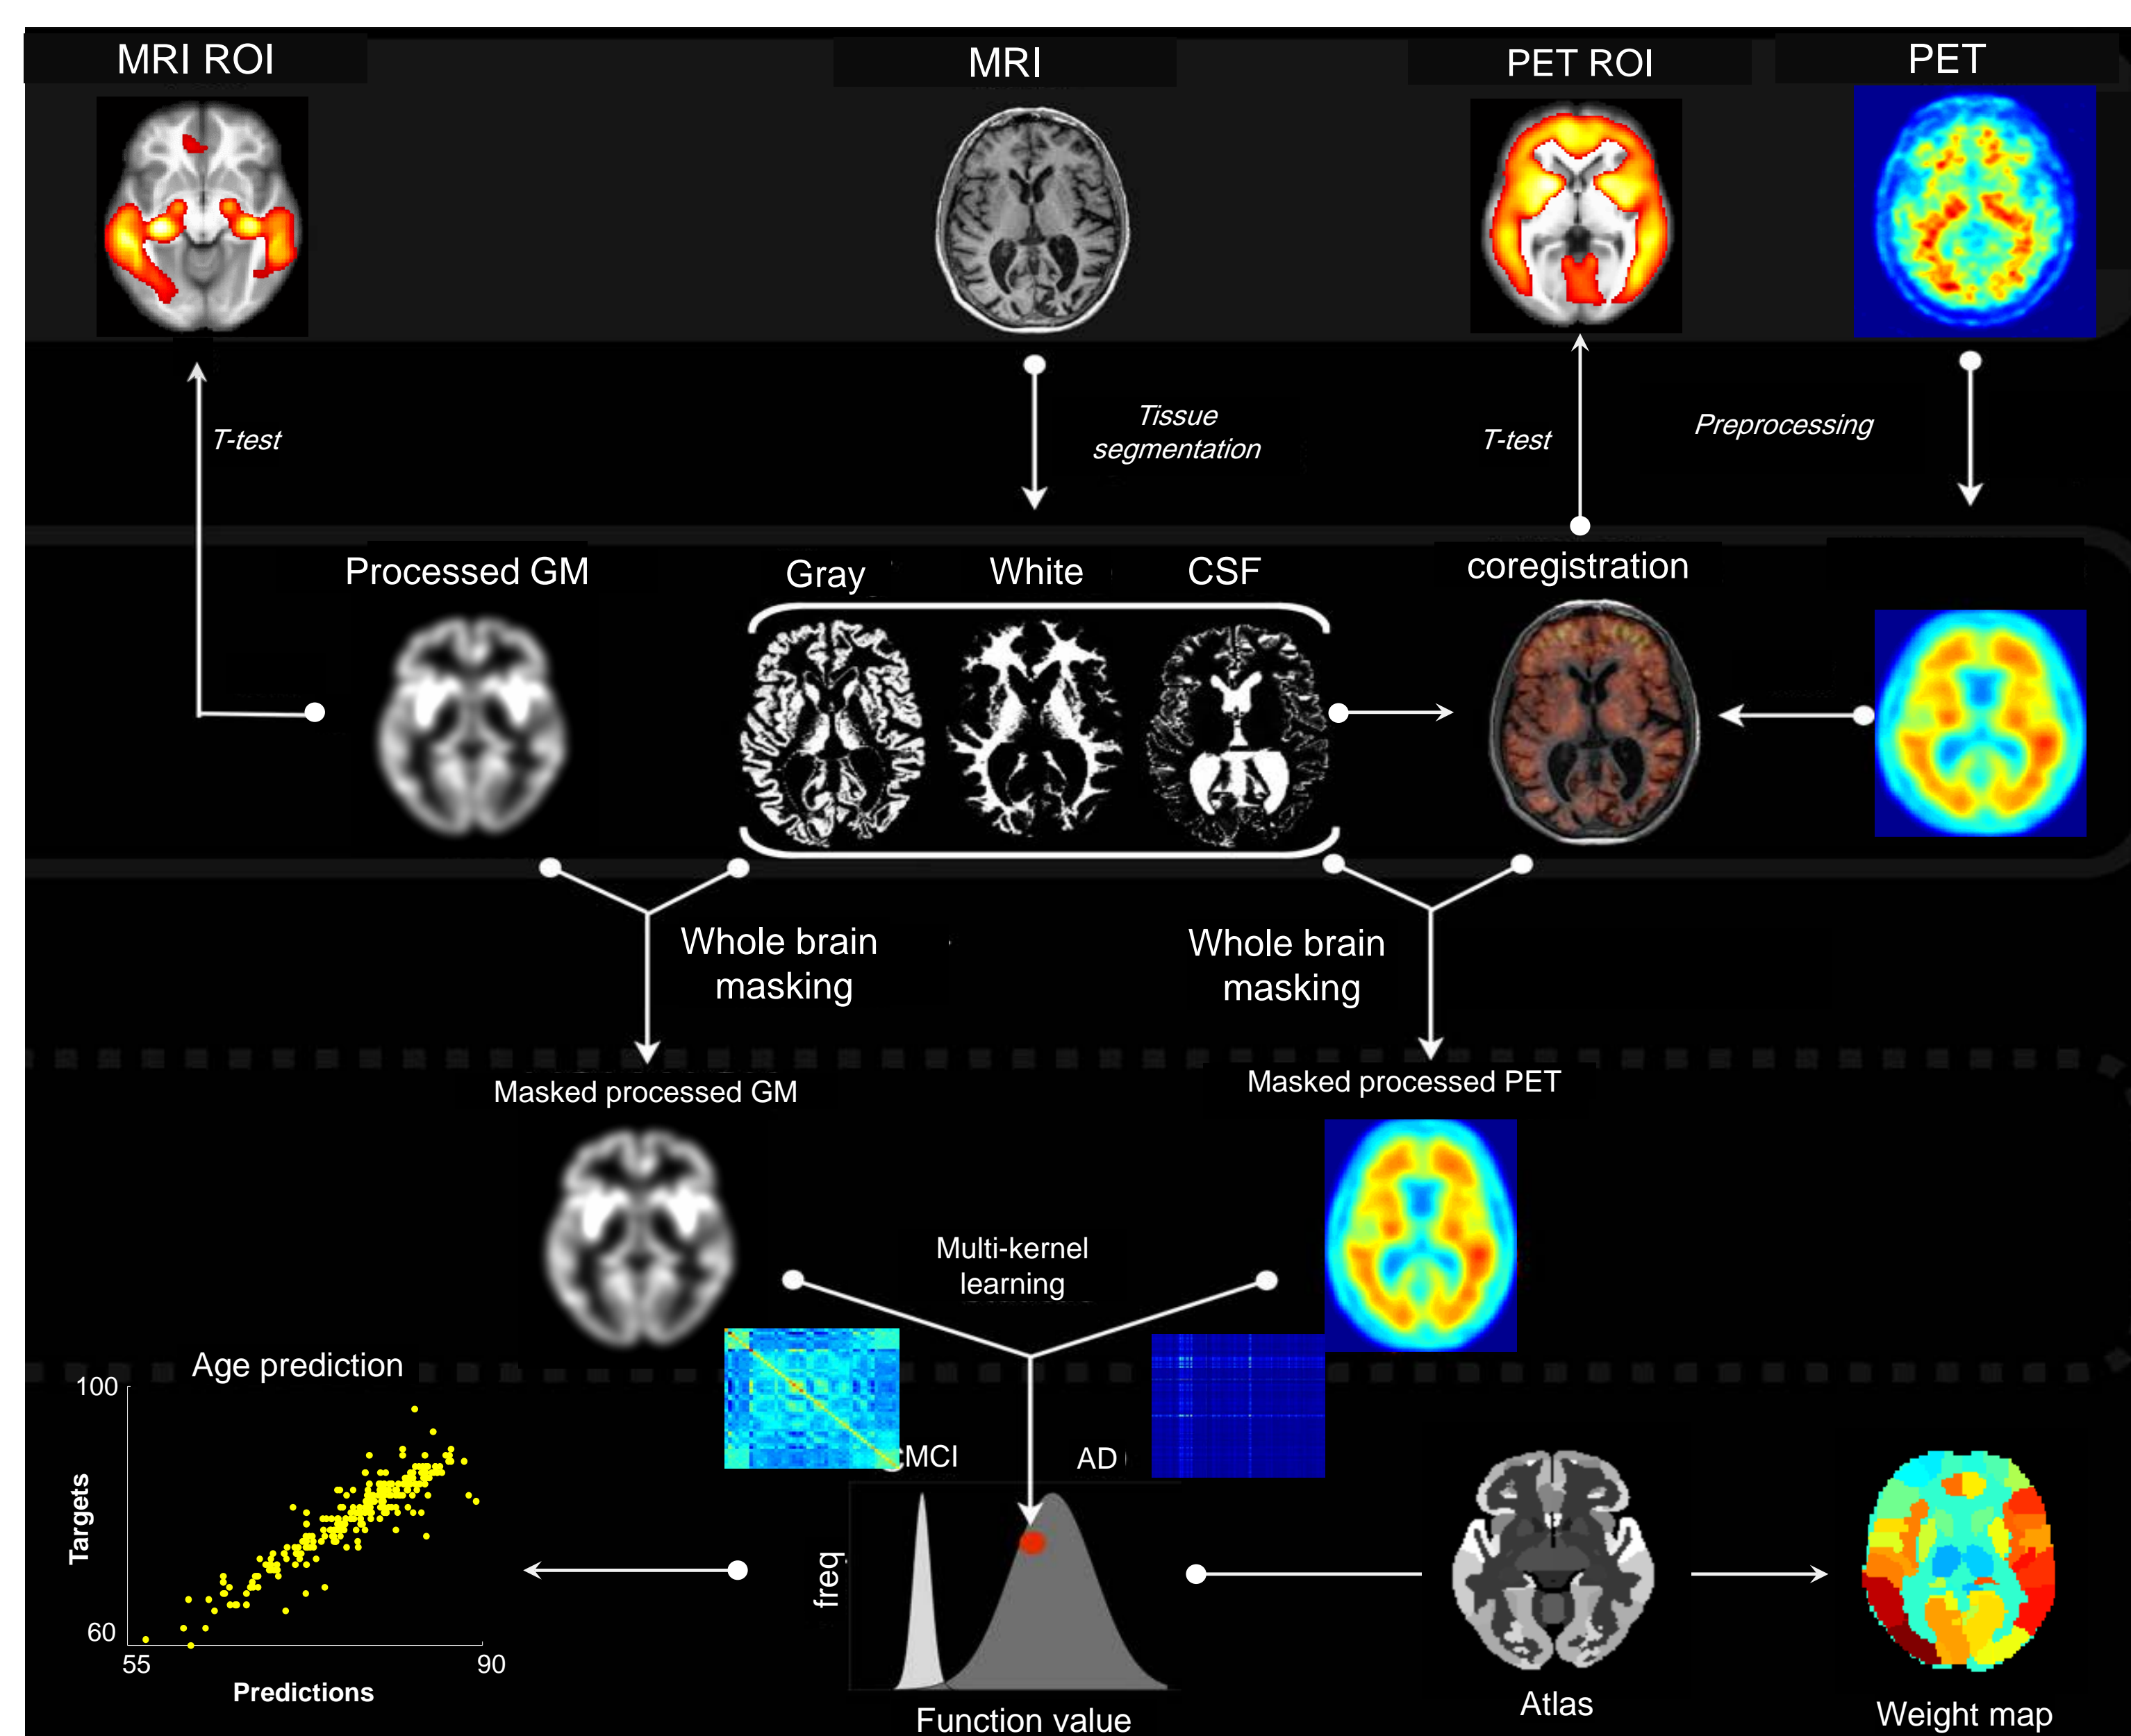 MRI ROI
MRI
PET ROI
PET
T-test
Tissue
segmentation
T-test
Preprocessing
Processed GM
Gray
White
CSF
coregistration
Whole brain
masking
Whole brain
masking
Masked processed GM
Masked processed PET
Multi-kernel
learning
Age prediction
100
Targets
60
55
90
Predictions
CMCI
AD
freq
Function value
Atlas
Weight map